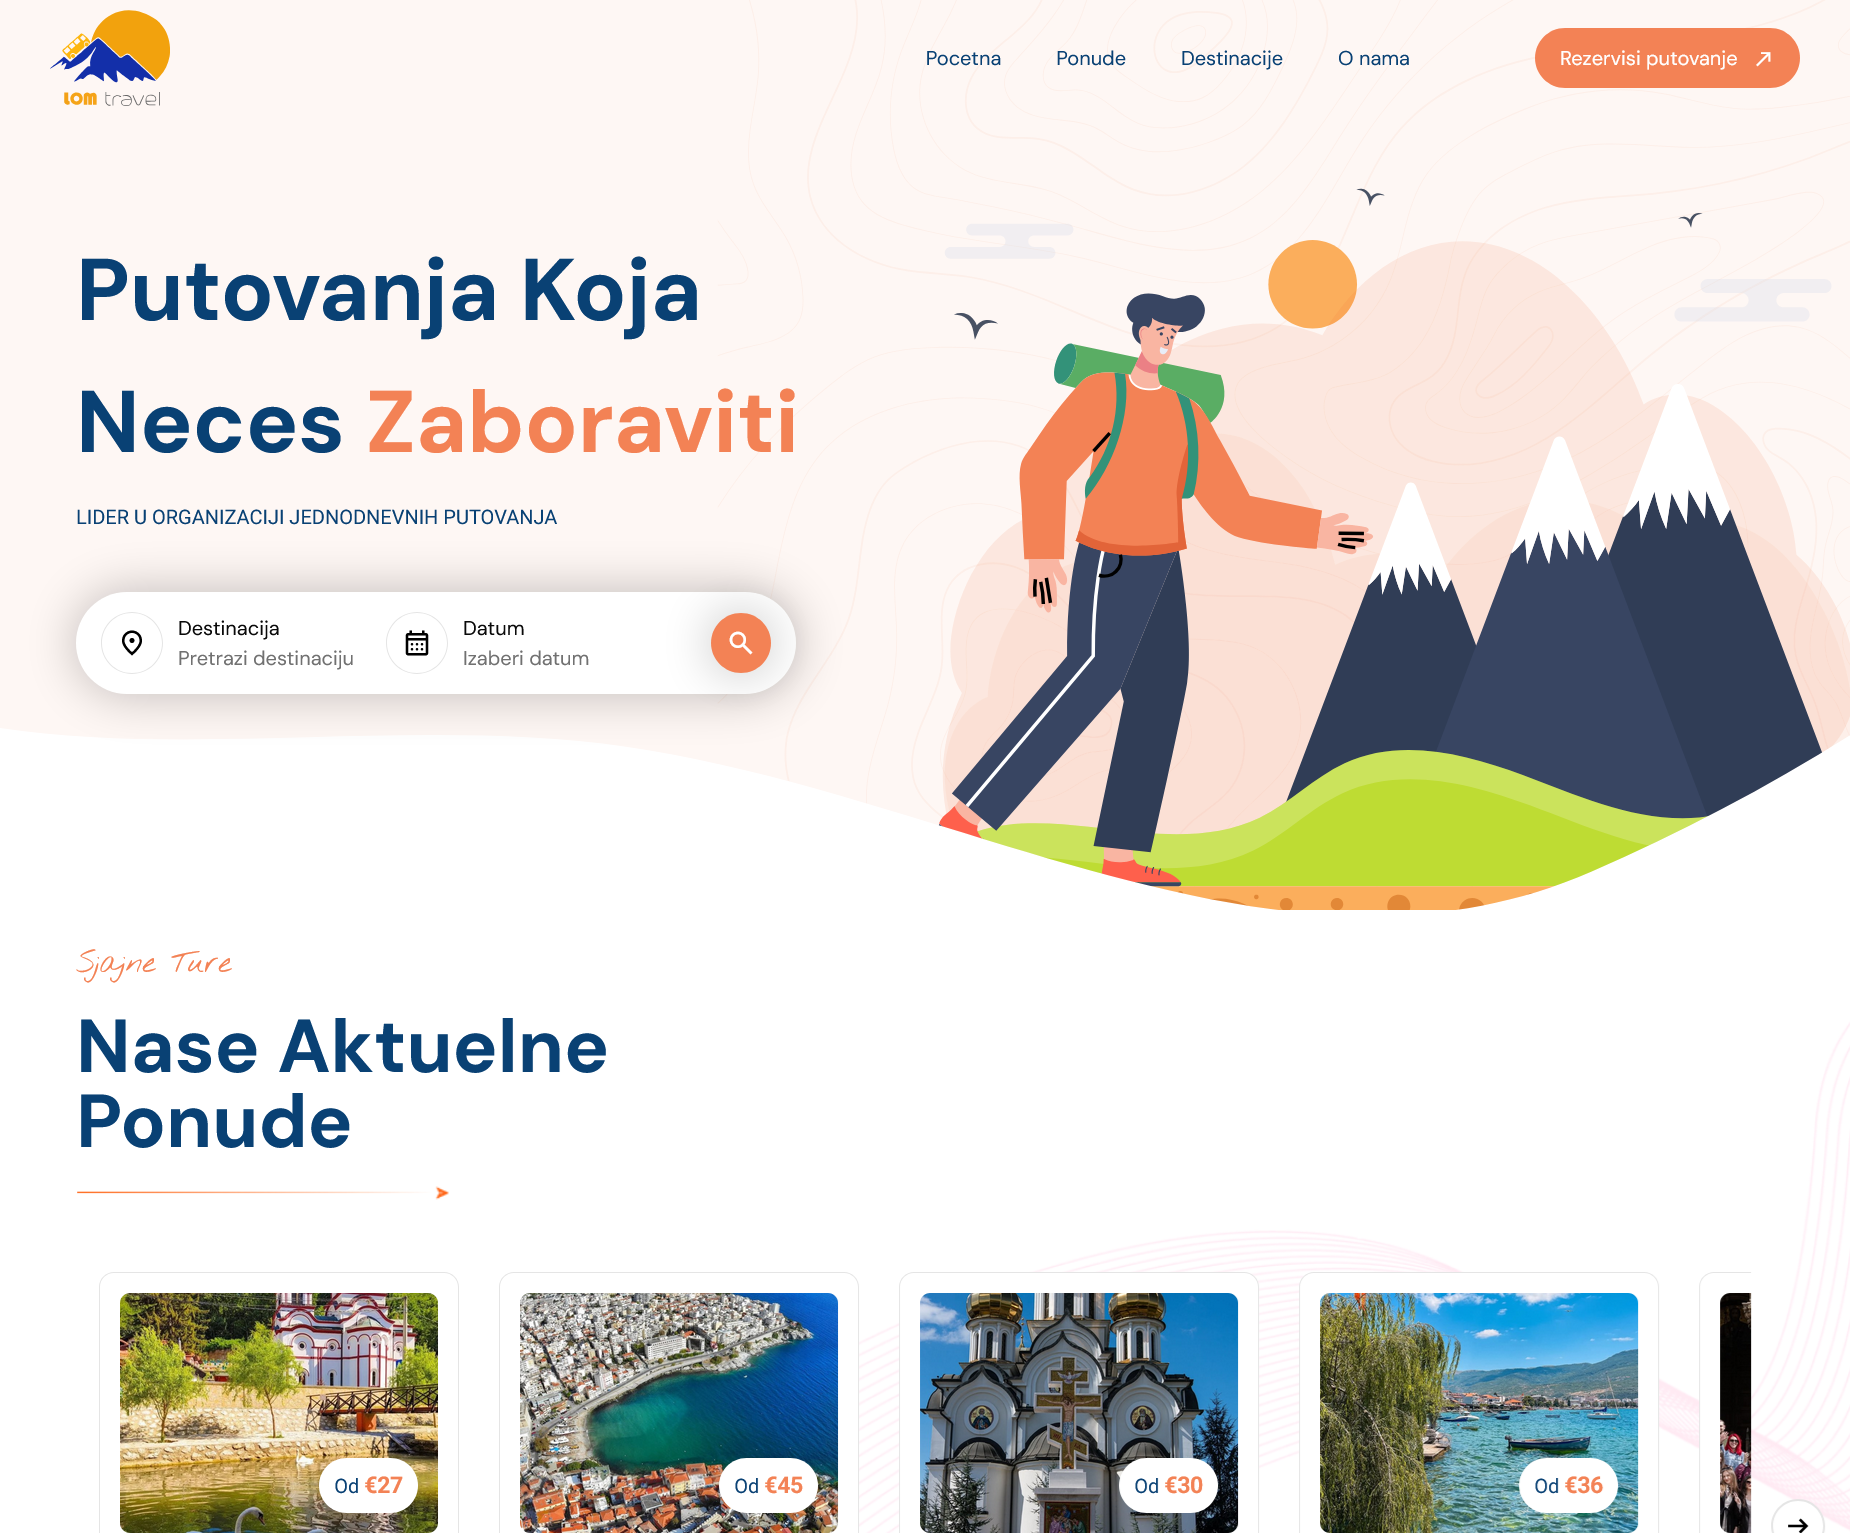 LOM travel
Pocetna
Ponude
Destinacije
O nama
Rezervisi putovanje
Putovanja Koja
Neces Zaboraviti
LIDER U ORGANIZACIJI JEDNODNEVNIH PUTOVANJA
Destinacija
Pretrazi destinaciju
Datum
Izaberi datum
Sjajne Ture
Nase Aktuelne
Ponude
Od €27
Od €45
Od €30
Od €36